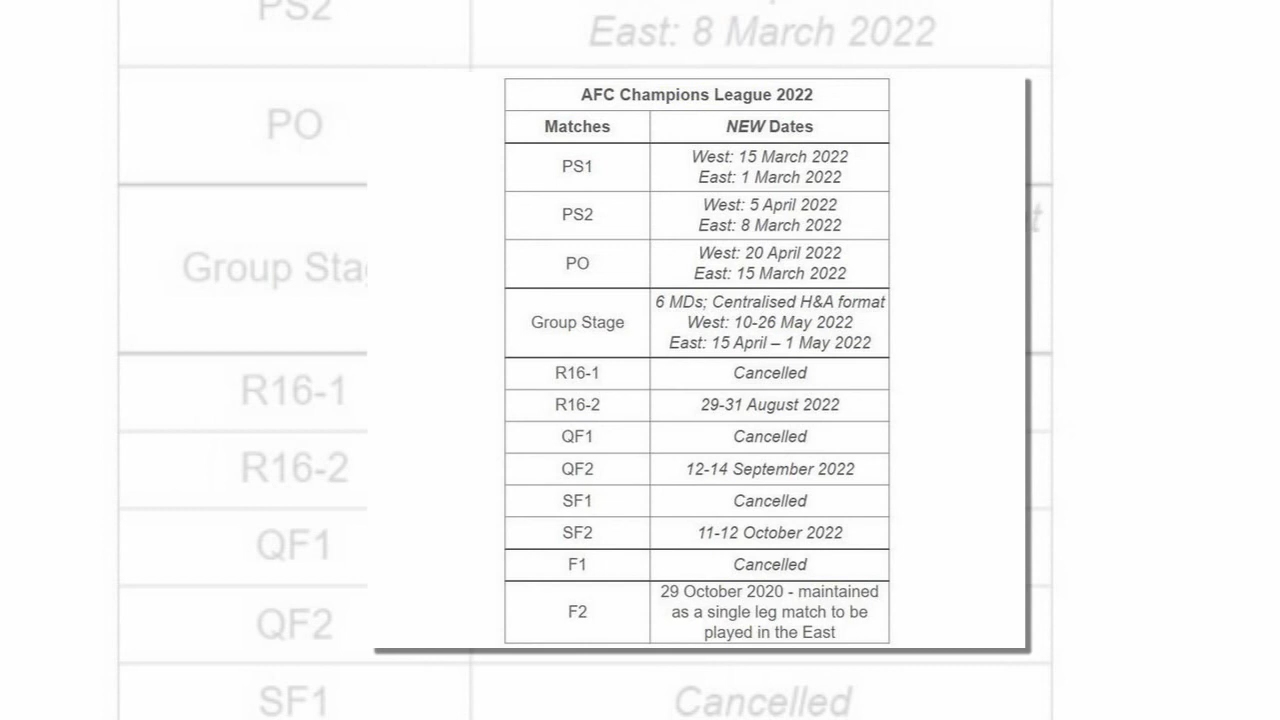 PS2
East: 8 March 2022
PO
Group Sta
R16-1
R16-2
QF1
QF2
SF1
Cancelled
AFC Champions League 2022
Matches NEW Dates
PS1 West: 15 March 2022
East: 1 March 2022
PS2 West: 5 April 2022
East: 8 March 2022
PO West: 20 April 2022
East: 15 March 2022
6 MDs; Centralised H&A format
Group Stage West: 10-26 May 2022
East: 15 April – 1 May 2022
R16-1 Cancelled
R16-2 29-31 August 2022
QF1 Cancelled
QF2 12-14 September 2022
SF1 Cancelled
SF2 11-12 October 2022
F1 Cancelled
29 October 2020 - maintained
F2 as a single leg match to be
played in the East